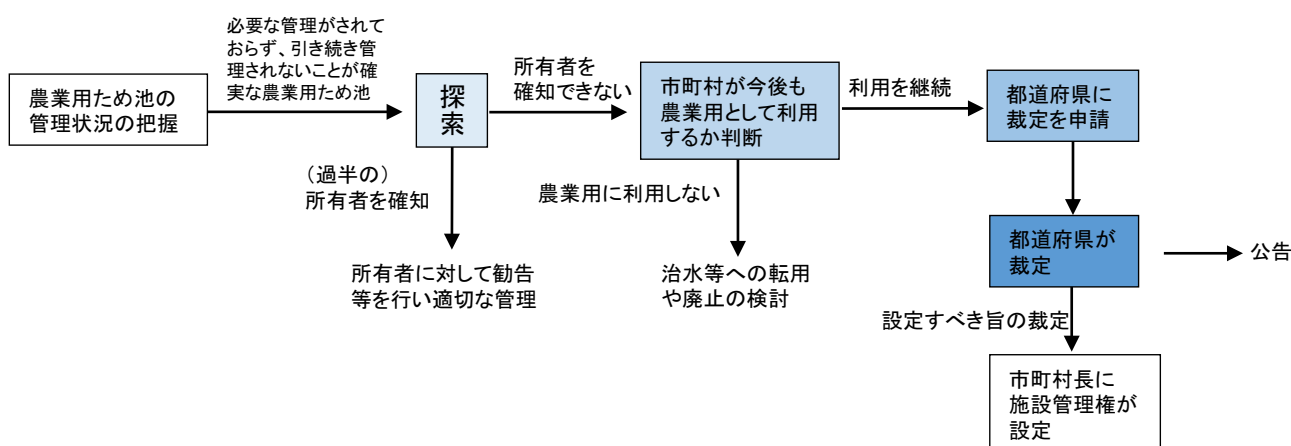 農業用ため池の
管理状況の把握
必要な管理がされて
おらず、引き続き管
理されないことが確
実な農業用ため池
探
索
所有者を
確知できない
(過半の)
所有者を確知
所有者に対して勧告
等を行い適切な管理
市町村が今後も
農業用として利用
するか判断
利用を継続
農業用に利用しない
治水等への転用
や廃止の検討
都道府県に
裁定を申請
都道府県が
裁定
公告
設定すべき旨の裁定
市町村長に
施設管理権が
設定